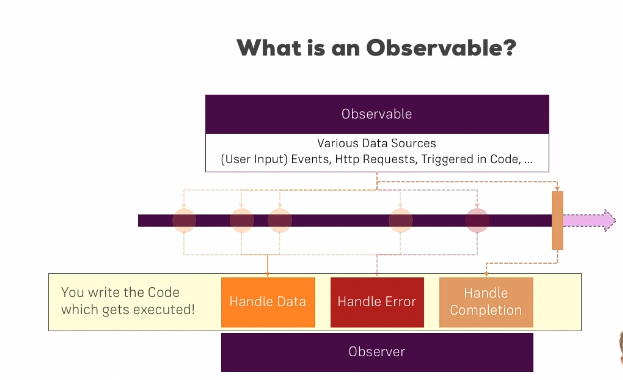 What is an Observable?
Observable
Various Data Sources
(User Input) Events, Http Requests, Triggered in Code, ...
You write the Code
which gets executed!
Handle Data
Handle Error
Handle
Completion
Observer